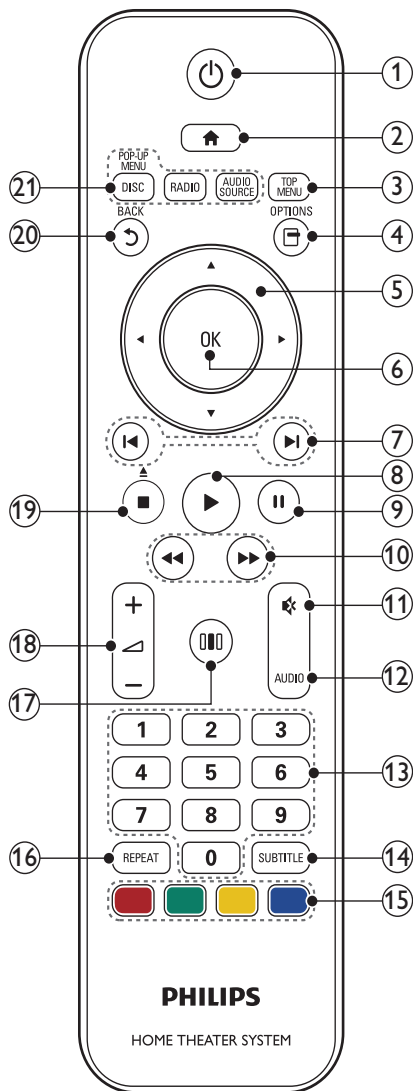 1
2
POP-UP
MENU
21
DISC
RADIO
AUDIO
SOURCE
TOP
MENU
3
20
BACK
OPTIONS
4
5
OK
6
7
8
19
9
10
+
11
18
–
AUDIO
12
17
1 2 3
4 5 6
13
7 8 9
16
REPEAT
0
SUBTITLE
14
15
PHILIPS
HOME THEATER SYSTEM